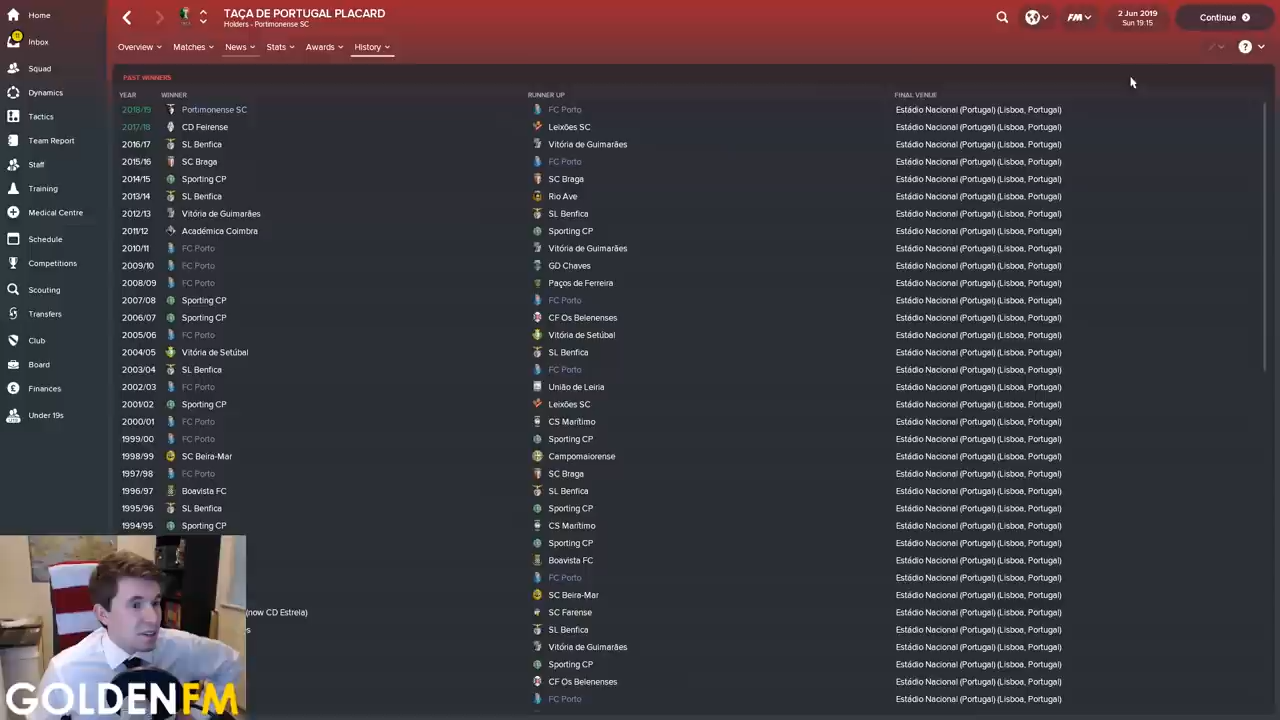 Home
TAÇA DE PORTUGAL PLACARD
Holders - Portimonense SC
FM
2 Jun 2019
Sun 19:15
Continue
Inbox
Overview
Matches
News
Stats
Awards
History
?
Squad
Dynamics
Tactics
Team Report
Staff
Training
Medical Centre
Schedule
Competitions
Scouting
Transfers
Club
Board
Finances
Under 19s
PAST WINNERS
YEAR WINNER RUNNER UP FINAL VENUE
2018/19 Portimonense SC FC Porto Estádio Nacional (Portugal) (Lisboa, Portugal)
2017/18 CD Feirense Leixões SC Estádio Nacional (Portugal) (Lisboa, Portugal)
2016/17 SL Benfica Vitória de Guimarães Estádio Nacional (Portugal) (Lisboa, Portugal)
2015/16 SC Braga FC Porto Estádio Nacional (Portugal) (Lisboa, Portugal)
2014/15 Sporting CP SC Braga Estádio Nacional (Portugal) (Lisboa, Portugal)
2013/14 SL Benfica Rio Ave Estádio Nacional (Portugal) (Lisboa, Portugal)
2012/13 Vitória de Guimarães SL Benfica Estádio Nacional (Portugal) (Lisboa, Portugal)
2011/12 Académica Coimbra Sporting CP Estádio Nacional (Portugal) (Lisboa, Portugal)
2010/11 FC Porto Vitória de Guimarães Estádio Nacional (Portugal) (Lisboa, Portugal)
2009/10 FC Porto GD Chaves Estádio Nacional (Portugal) (Lisboa, Portugal)
2008/09 FC Porto Paços de Ferreira Estádio Nacional (Portugal) (Lisboa, Portugal)
2007/08 Sporting CP FC Porto Estádio Nacional (Portugal) (Lisboa, Portugal)
2006/07 Sporting CP CF Os Belenenses Estádio Nacional (Portugal) (Lisboa, Portugal)
2005/06 FC Porto Vitória de Setúbal Estádio Nacional (Portugal) (Lisboa, Portugal)
2004/05 Vitória de Setúbal SL Benfica Estádio Nacional (Portugal) (Lisboa, Portugal)
2003/04 SL Benfica FC Porto Estádio Nacional (Portugal) (Lisboa, Portugal)
2002/03 FC Porto União de Leiria Estádio Nacional (Portugal) (Lisboa, Portugal)
2001/02 Sporting CP Leixões SC Estádio Nacional (Portugal) (Lisboa, Portugal)
2000/01 FC Porto CS Marítimo Estádio Nacional (Portugal) (Lisboa, Portugal)
1999/00 FC Porto Sporting CP Estádio Nacional (Portugal) (Lisboa, Portugal)
1998/99 SC Beira-Mar Campomaiorense Estádio Nacional (Portugal) (Lisboa, Portugal)
1997/98 FC Porto SC Braga Estádio Nacional (Portugal) (Lisboa, Portugal)
1996/97 Boavista FC SL Benfica Estádio Nacional (Portugal) (Lisboa, Portugal)
1995/96 SL Benfica Sporting CP Estádio Nacional (Portugal) (Lisboa, Portugal)
1994/95 Sporting CP CS Marítimo Estádio Nacional (Portugal) (Lisboa, Portugal)
Sporting CP Estádio Nacional (Portugal) (Lisboa, Portugal)
Boavista FC Estádio Nacional (Portugal) (Lisboa, Portugal)
FC Porto Estádio Nacional (Portugal) (Lisboa, Portugal)
SC Beira-Mar Estádio Nacional (Portugal) (Lisboa, Portugal)
(now CD Estrela) SC Farense Estádio Nacional (Portugal) (Lisboa, Portugal)
s SL Benfica Estádio Nacional (Portugal) (Lisboa, Portugal)
Vitória de Guimarães Estádio Nacional (Portugal) (Lisboa, Portugal)
Sporting CP Estádio Nacional (Portugal) (Lisboa, Portugal)
CF Os Belenenses Estádio Nacional (Portugal) (Lisboa, Portugal)
FC Porto Estádio Nacional (Portugal) (Lisboa, Portugal)
GOLDENFM